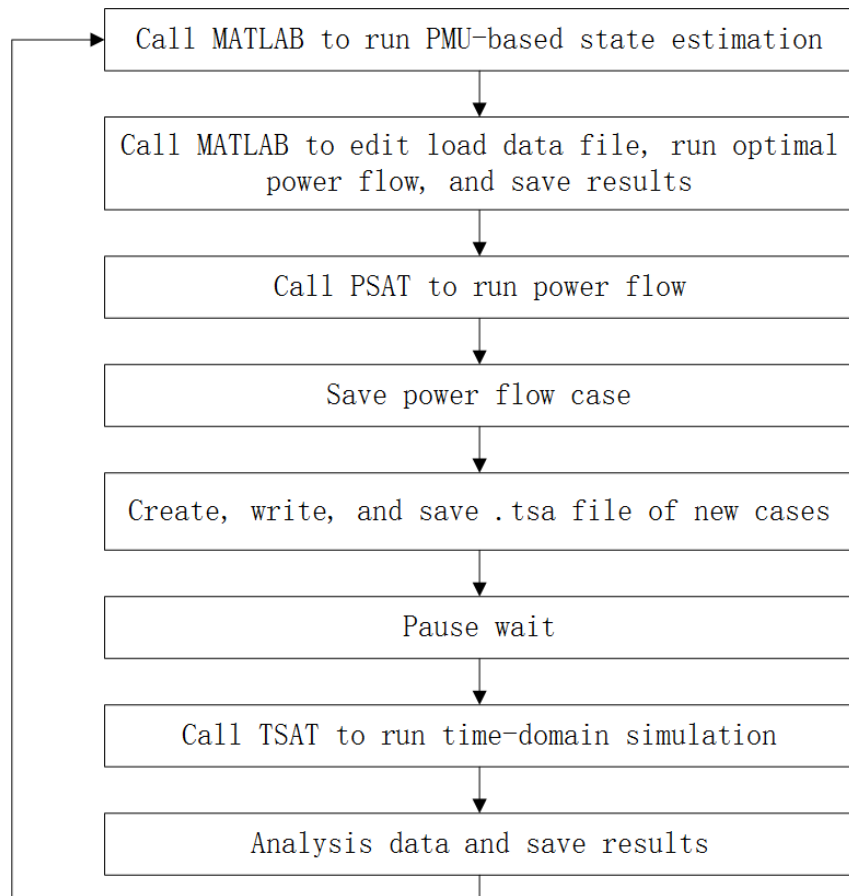 Call MATLAB to run PMU-based state estimation
Call MATLAB to edit load data file, run optimal
power flow, and save results
Call PSAT to run power flow
Save power flow case
Create, write, and save .tsa file of new cases
Pause wait
Call TSAT to run time-domain simulation
Analysis data and save results